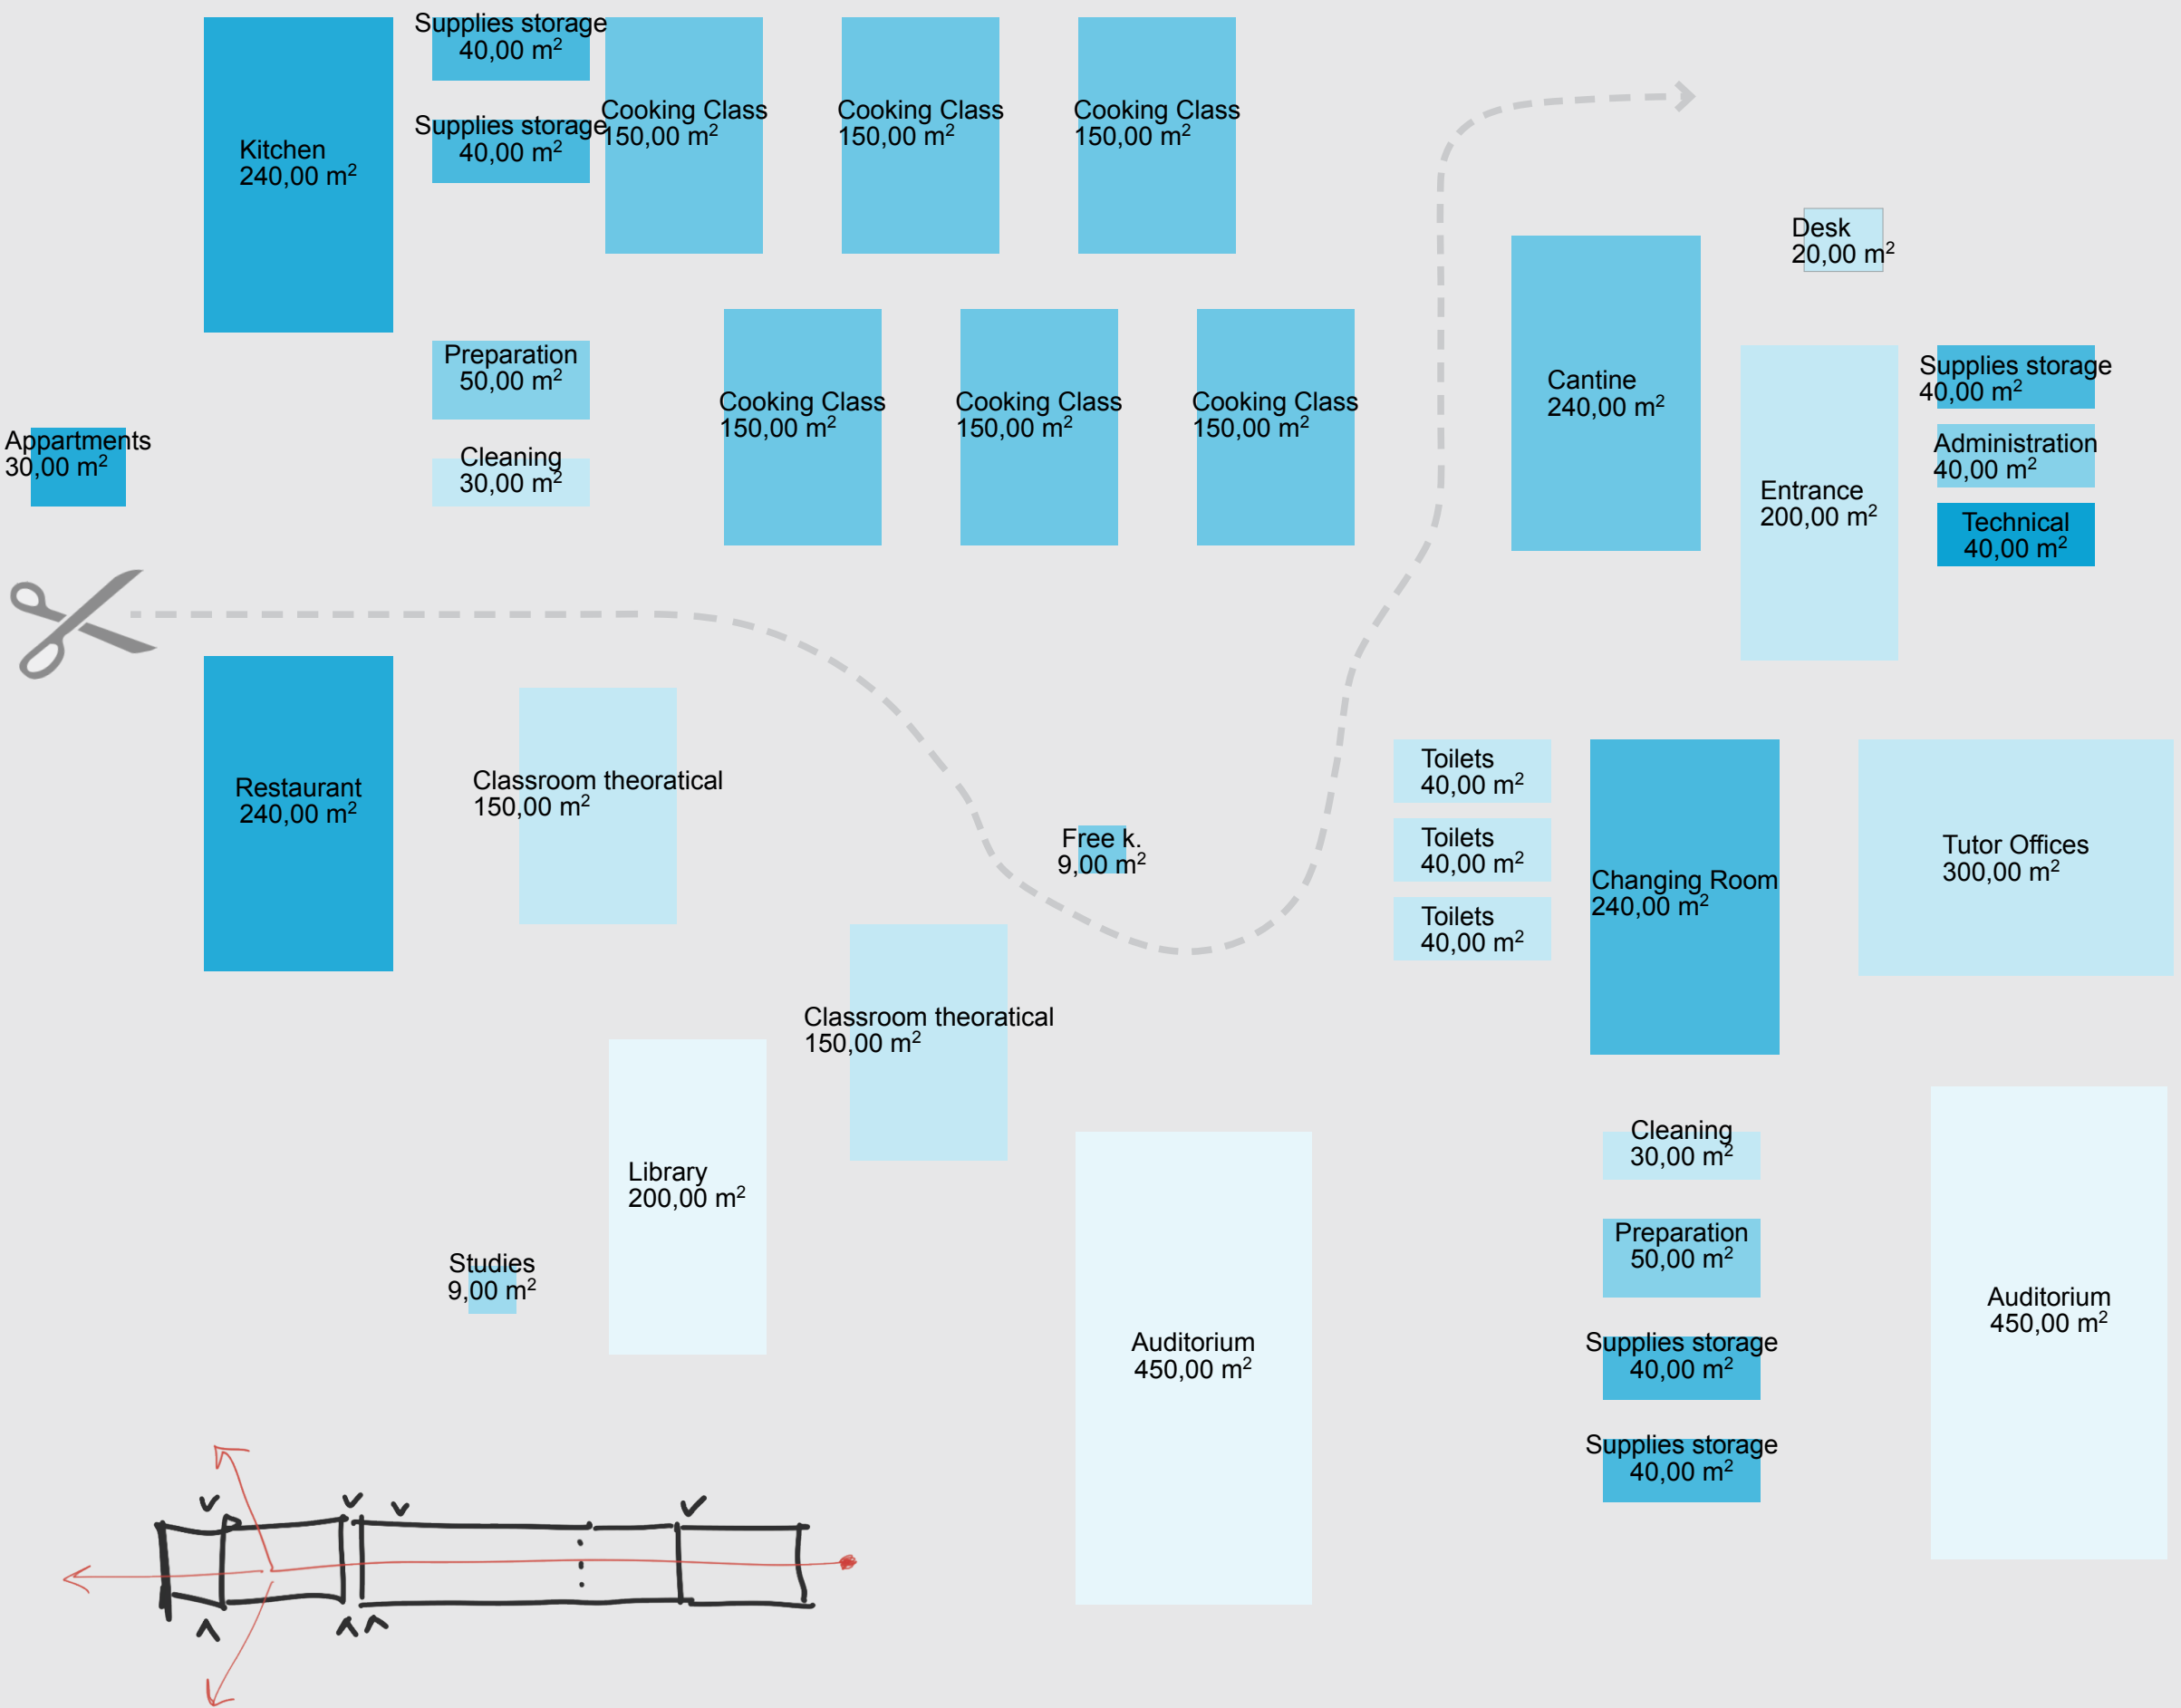 Supplies storage
40,00 m²
Kitchen
240,00 m²
Supplies storage
40,00 m²
Cooking Class
150,00 m²
Cooking Class
150,00 m²
Cooking Class
150,00 m²
Desk
20,00 m²
Preparation
50,00 m²
Cooking Class
150,00 m²
Cooking Class
150,00 m²
Cooking Class
150,00 m²
Cantine
240,00 m²
Supplies storage
40,00 m²
Appartments
30,00 m²
Cleaning
30,00 m²
Entrance
200,00 m²
Administration
40,00 m²
Technical
40,00 m²
Restaurant
240,00 m²
Classroom theoratical
150,00 m²
Free k.
9,00 m²
Toilets
40,00 m²
Toilets
40,00 m²
Toilets
40,00 m²
Changing Room
240,00 m²
Tutor Offices
300,00 m²
Classroom theoratical
150,00 m²
Library
200,00 m²
Studies
9,00 m²
Auditorium
450,00 m²
Cleaning
30,00 m²
Preparation
50,00 m²
Supplies storage
40,00 m²
Supplies storage
40,00 m²
Auditorium
450,00 m²